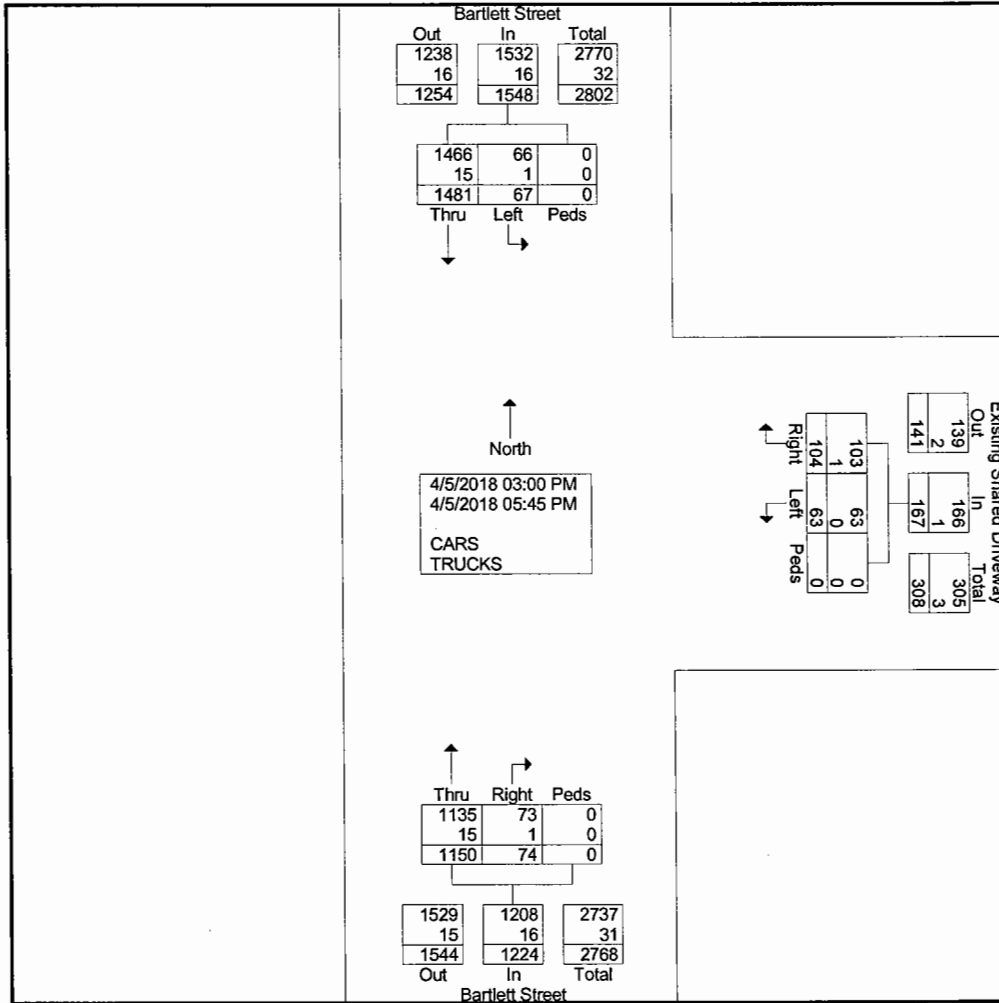 Bartlett Street
Out In Total
1238 1532 2770
16 16 32
1254 1548 2802
1466 66 0
15 1 0
1481 67 0
Thru Left Peds
North
4/5/2018 03:00 PM
4/5/2018 05:45 PM
CARS
TRUCKS
Existing Shared Driveway
Out In Total
139 166 305
2 1 3
141 167 308
103 63 0
1 0 0
104 63 0
Right Left Peds
Thru Right Peds
1135 73 0
15 1 0
1150 74 0
1529 1208 2737
15 16 31
1544 1224 2768
Out In Total
Bartlett Street